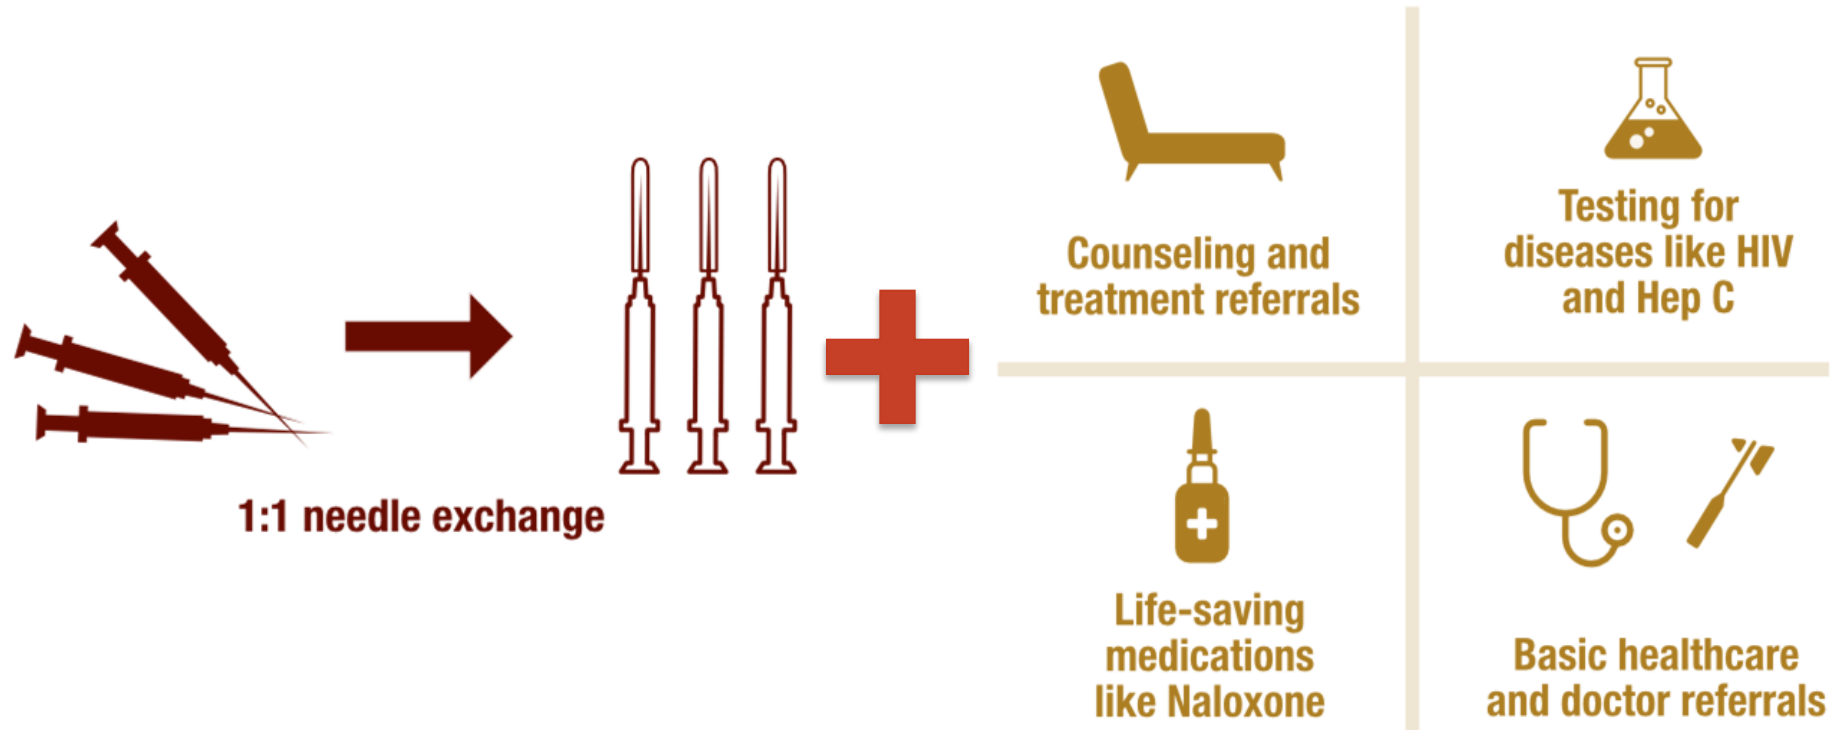 1:1 needle exchange
Counseling and
treatment referrals
Testing for
diseases like HIV
and Hep C
Life-saving
medications
like Naloxone
Basic healthcare
and doctor referrals